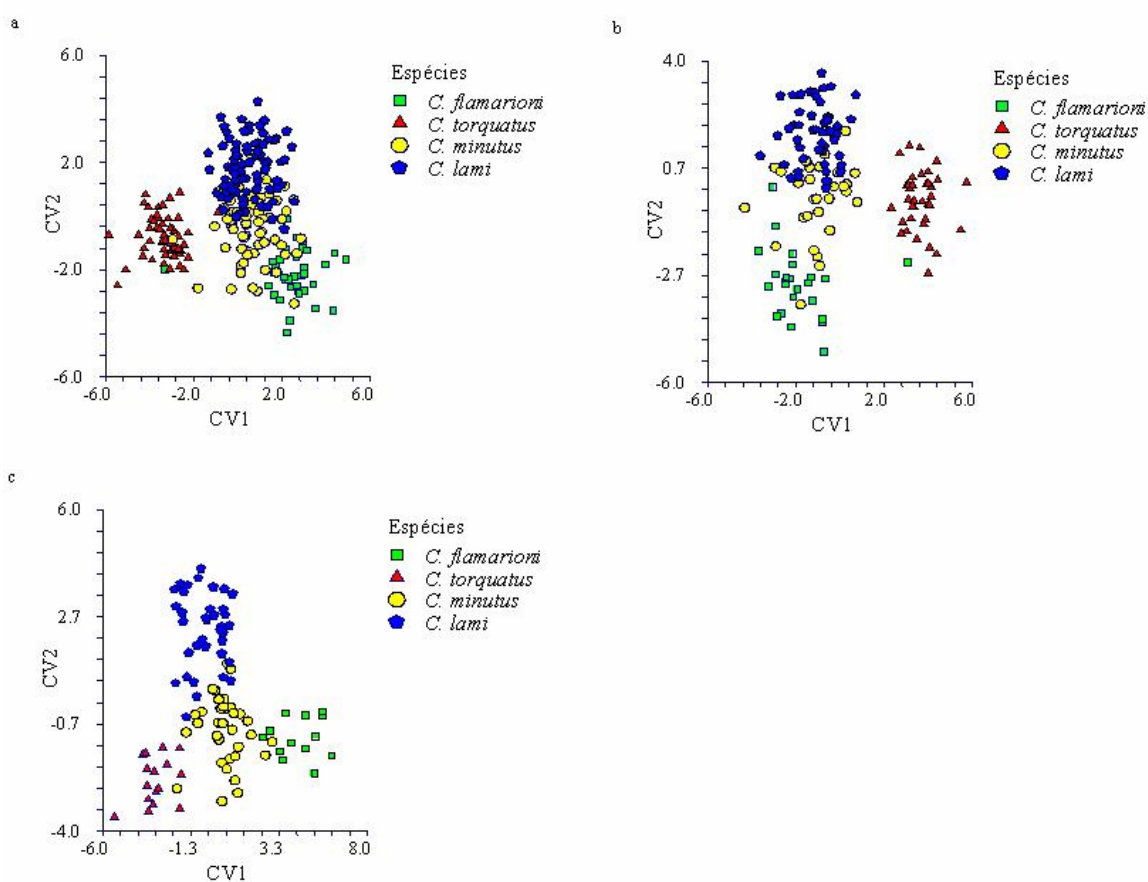 a
6.0
2.0
CV2
-2.0
-6.0
-6.0 -2.0 2.0 6.0
CV1
Espécies
C. flamarioni
C. torquatus
C. minutus
C. lami
b
4.0
0.7
CV2
-2.7
-6.0
-6.0 -2.0 2.0 6.0
CV1
Espécies
C. flamarioni
C. torquatus
C. minutus
C. lami
c
6.0
2.7
CV2
-0.7
-4.0
-6.0 -1.3 3.3 8.0
CV1
Espécies
C. flamarioni
C. torquatus
C. minutus
C. lami